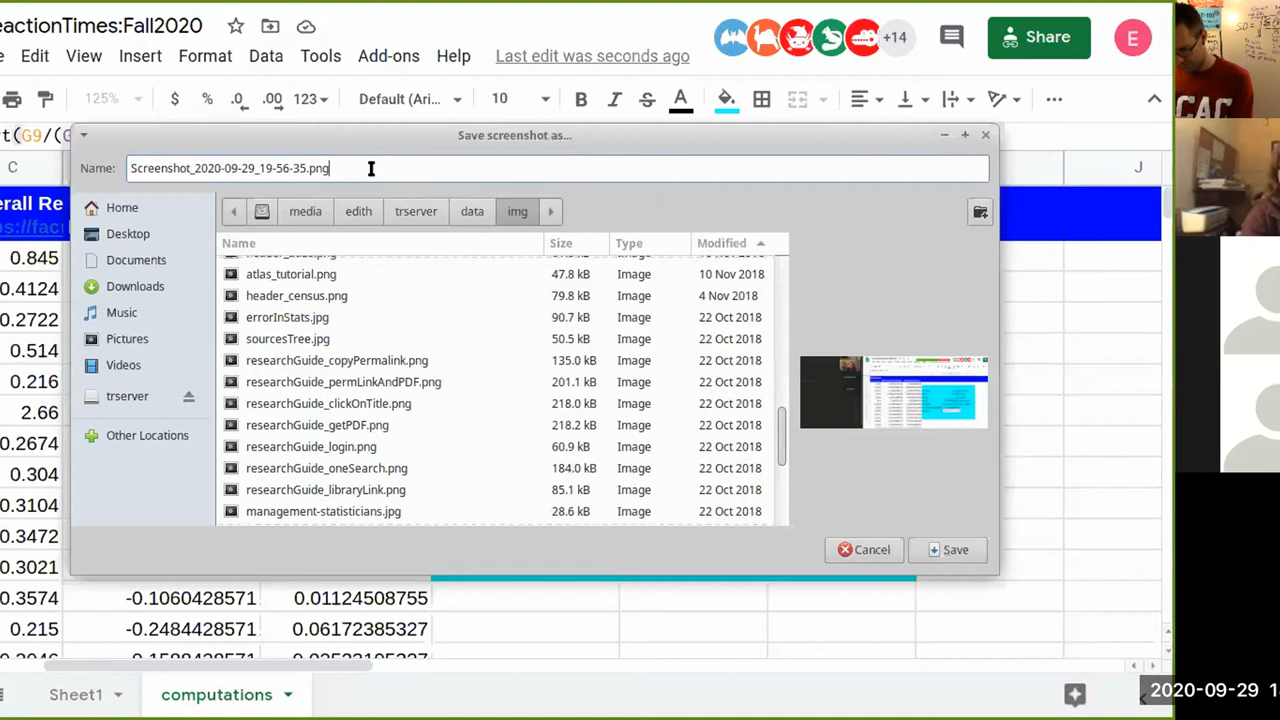 eactionTimes:Fall2020
Edit View Insert Format Data Tools Add-ons Help Last edit was seconds ago
+14
Share
E
125% $ % .0 .00 123 Default (Ari... 10 B I S A
t(G9/(G
Save screenshot as...
Name: Screenshot_2020-09-29_19-56-35.png
C
J
erall Re
s://fac
Home
Desktop
Documents
Downloads
Music
Pictures
Videos
trserver
Other Locations
media edith trserver data img
Name Size Type Modified
atlas_tutorial.png 47.8 kB Image 10 Nov 2018
header_census.png 79.8 kB Image 4 Nov 2018
errorInStats.jpg 90.7 kB Image 22 Oct 2018
sourcesTree.jpg 50.5 kB Image 22 Oct 2018
researchGuide_copyPermalink.png 135.0 kB Image 22 Oct 2018
researchGuide_permLinkAndPDF.png 201.1 kB Image 22 Oct 2018
researchGuide_clickOnTitle.png 218.0 kB Image 22 Oct 2018
researchGuide_getPDF.png 218.2 kB Image 22 Oct 2018
researchGuide_login.png 60.9 kB Image 22 Oct 2018
researchGuide_oneSearch.png 184.0 kB Image 22 Oct 2018
researchGuide_libraryLink.png 85.1 kB Image 22 Oct 2018
management-statisticians.jpg 28.6 kB Image 22 Oct 2018
Cancel Save
0.845
0.4124
0.2722
0.514
0.216
2.66
0.2674
0.304
0.3104
0.3472
0.3021
0.3574 -0.1060428571 0.01124508755
0.215 -0.2484428571 0.06172385327
Sheet1 computations
CAC
2020-09-29 1